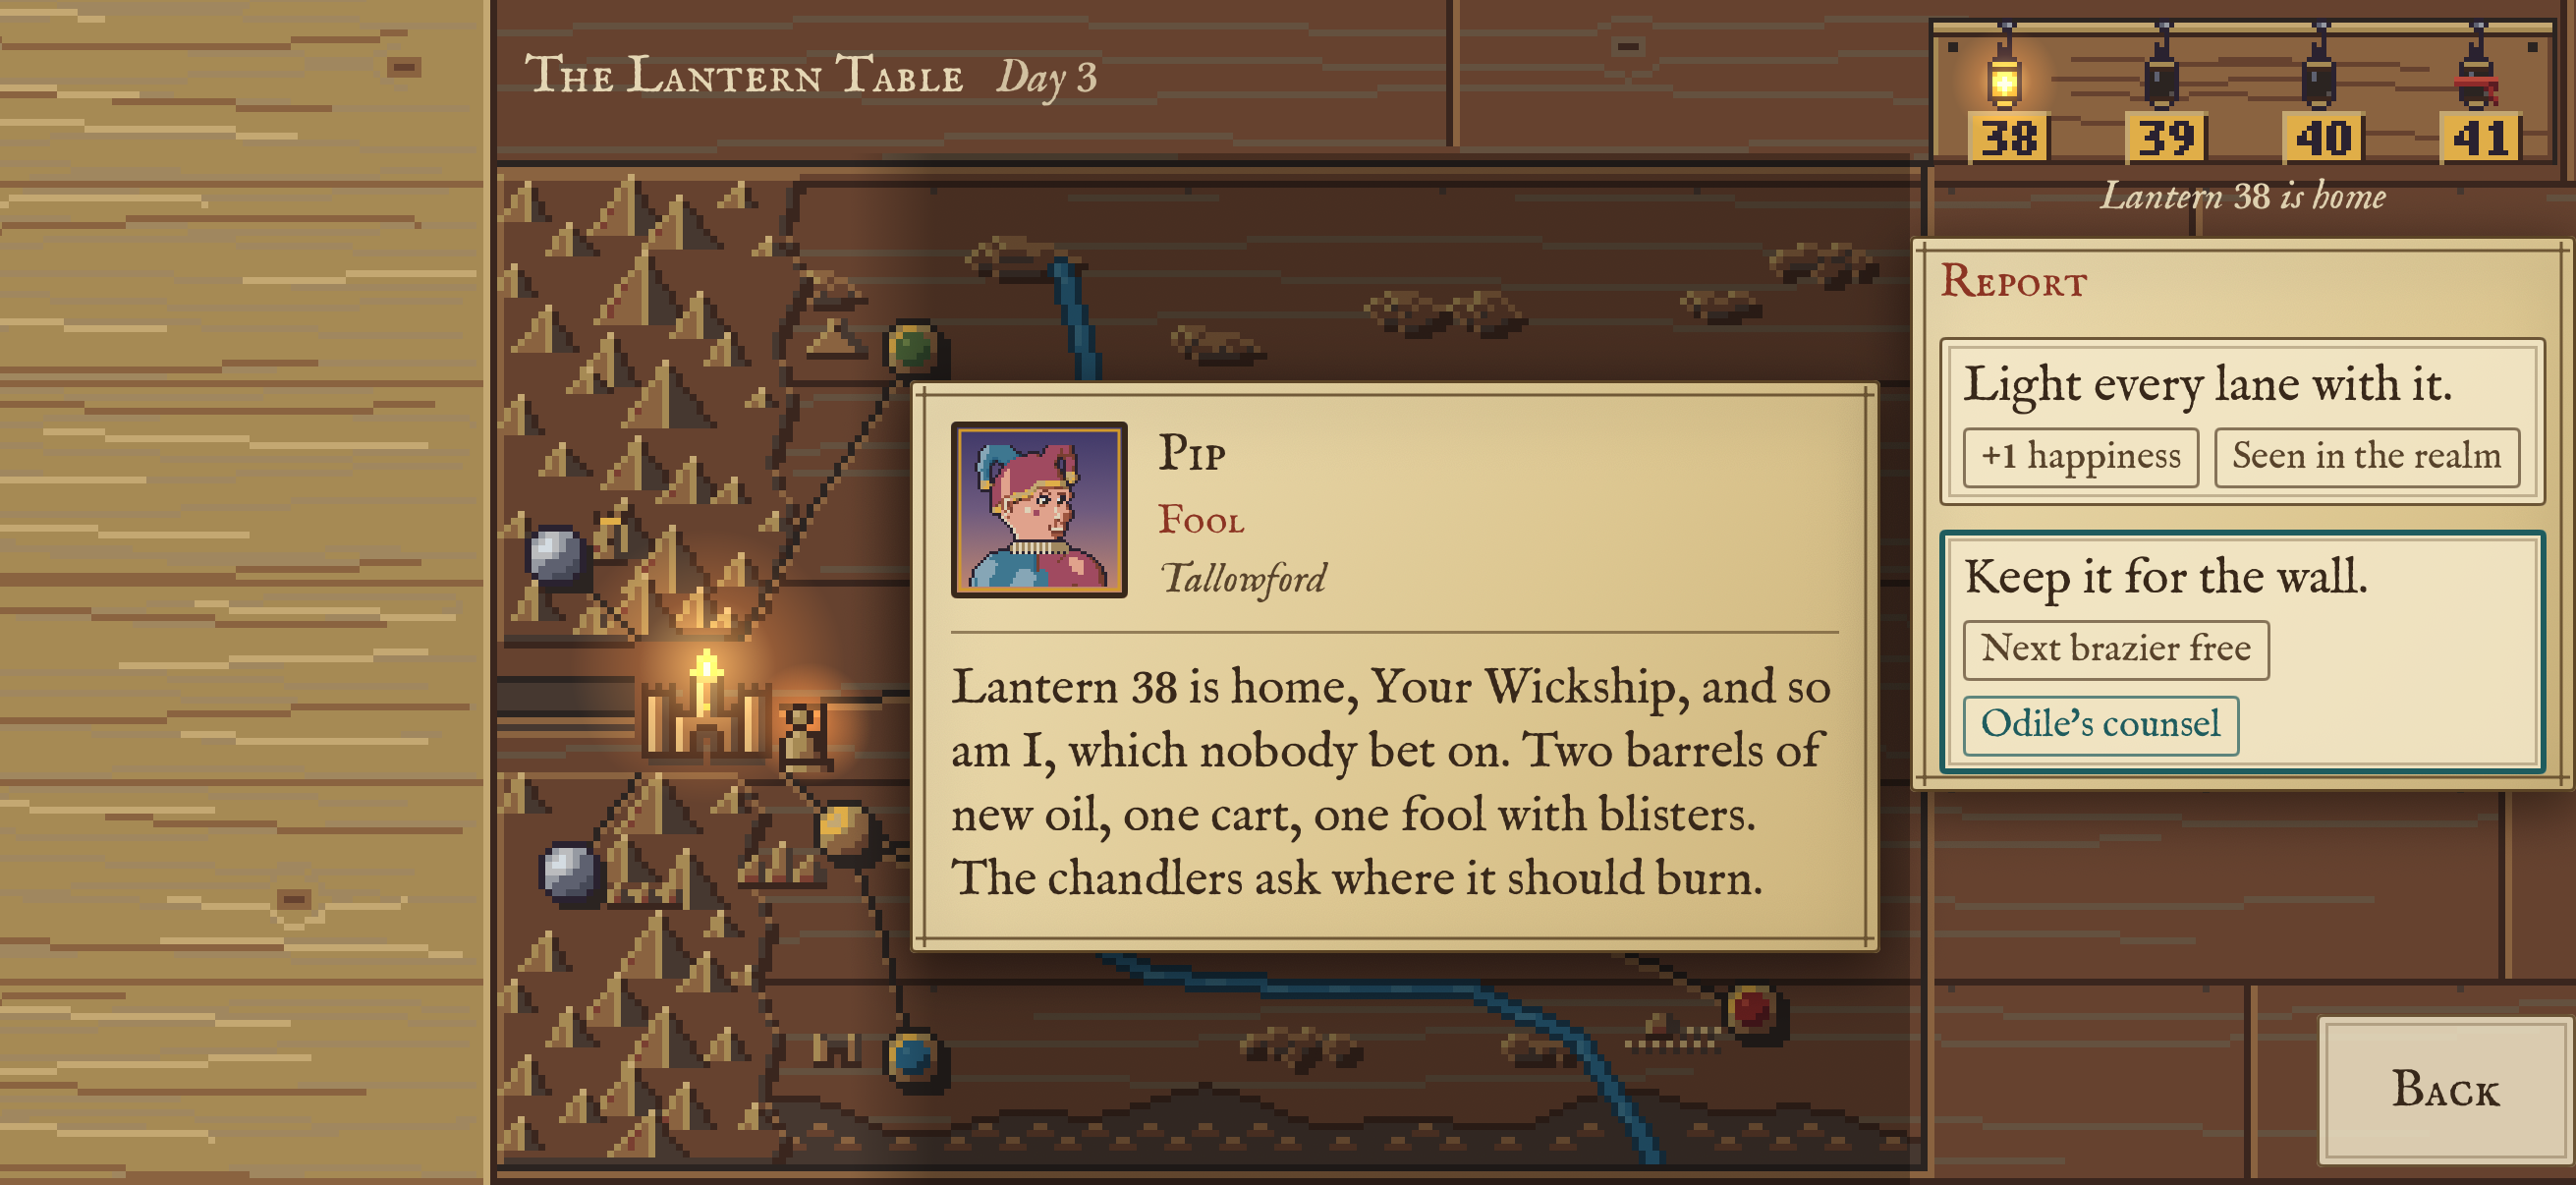 The Lantern Table Day 3
38 39 40 41
Lantern 38 is home
Report
Light every lane with it.
+1 happiness
Seen in the realm
Keep it for the wall.
Next brazier free
Odile's counsel
Pip
Fool
Tallowford
Lantern 38 is home, Your Wickship, and so
am I, which nobody bet on. Two barrels of
new oil, one cart, one fool with blisters.
The chandlers ask where it should burn.
Back